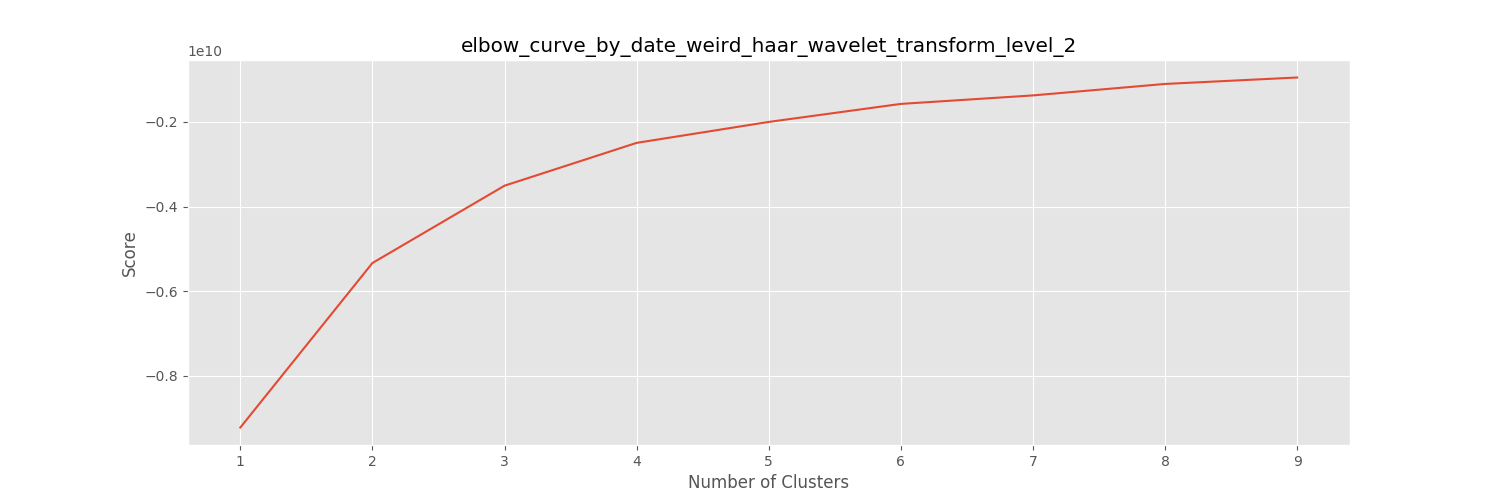 elbow_curve_by_date_weird_haar_wavelet_transform_level_2
1e10
−0.2
−0.4
−0.6
−0.8
Score
1 2 3 4 5 6 7 8 9
Number of Clusters